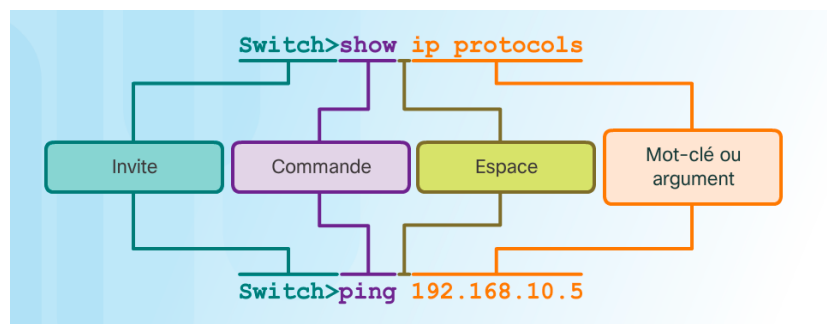 Switch>show ip protocols
Invite
Commande
Espace
Mot-clé ou
argument
Switch>ping 192.168.10.5